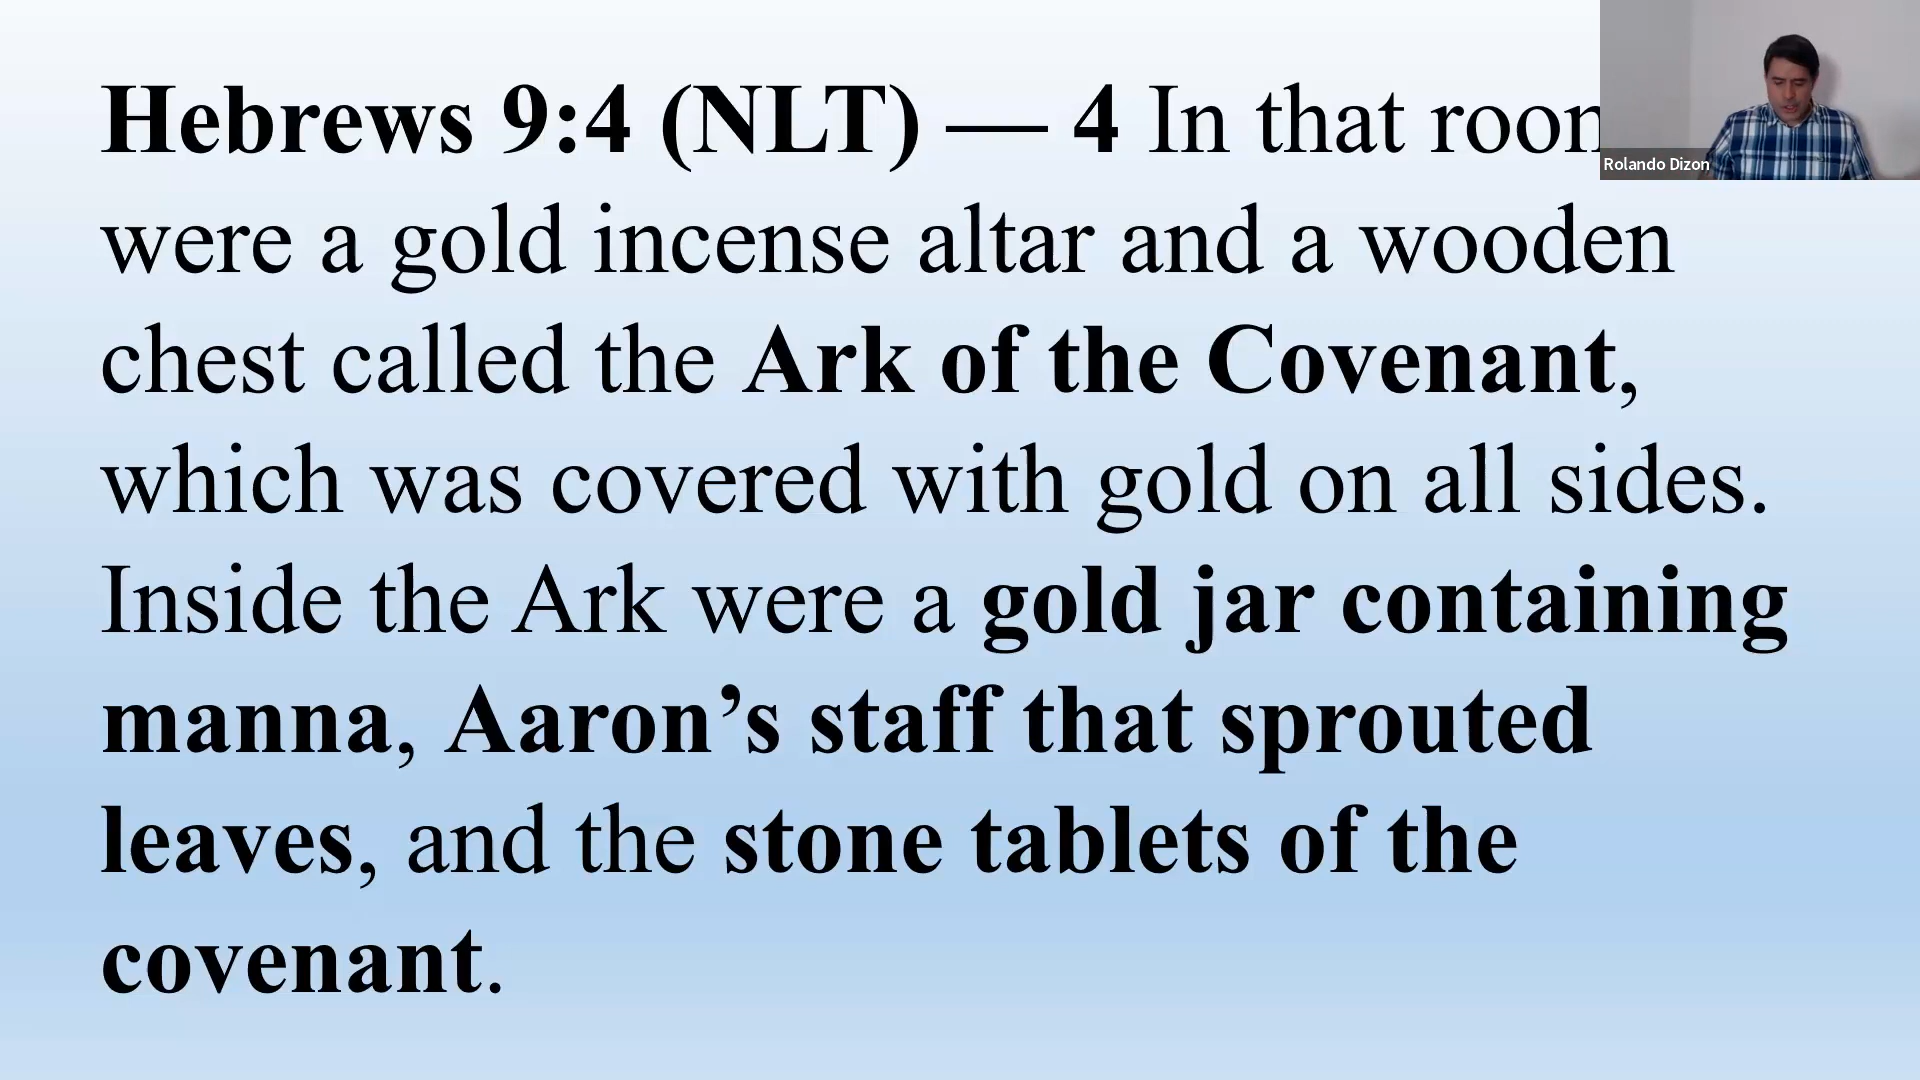 Hebrews 9:4 (NLT) — 4 In that
were a gold incense altar and a wooden
chest called the Ark of the Covenant,
which was covered with gold on all sides.
Inside the Ark were a gold jar containing
manna, Aaron’s staff that sprouted
leaves, and the stone tablets of the
covenant.
Rolando Dizon